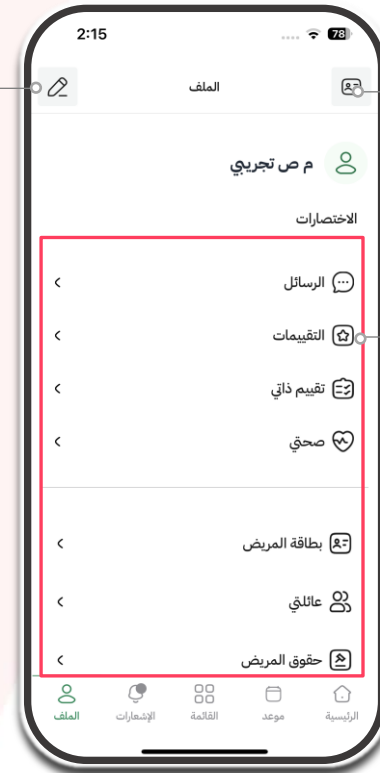 2:15
78
الملف
م ص تجريبي
الاختصارات
الرسائل
التقييمات
تقييم ذاتي
صحتي
بطاقة المريض
عائلتي
حقوق المريض
الرئيسية
موعد
القائمة
الإشعارات
الملف